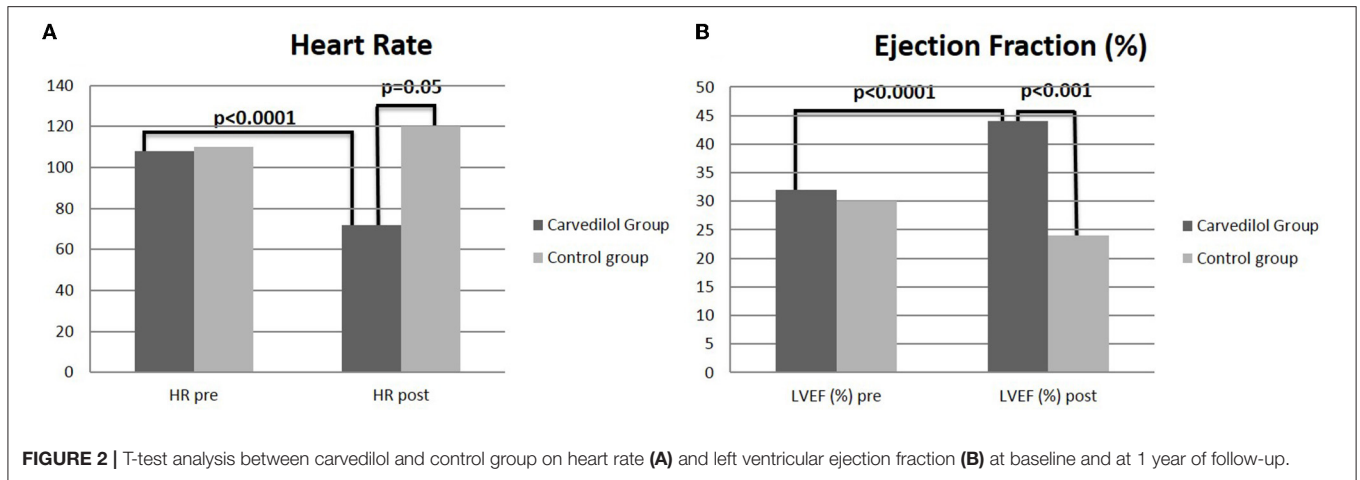 A
Heart Rate
140
120
100
80
60
40
20
0
p<0.0001
p=0.05
HR pre
HR post
Carvedilol Group
Control group
B
Ejection Fraction (%)
50
45
40
35
30
25
20
15
10
5
0
p<0.0001
p<0.001
LVEF (%) pre
LVEF (%) post
Carvedilol Group
Control group
FIGURE 2 | T-test analysis between carvedilol and control group on heart rate (A) and left ventricular ejection fraction (B) at baseline and at 1 year of follow-up.